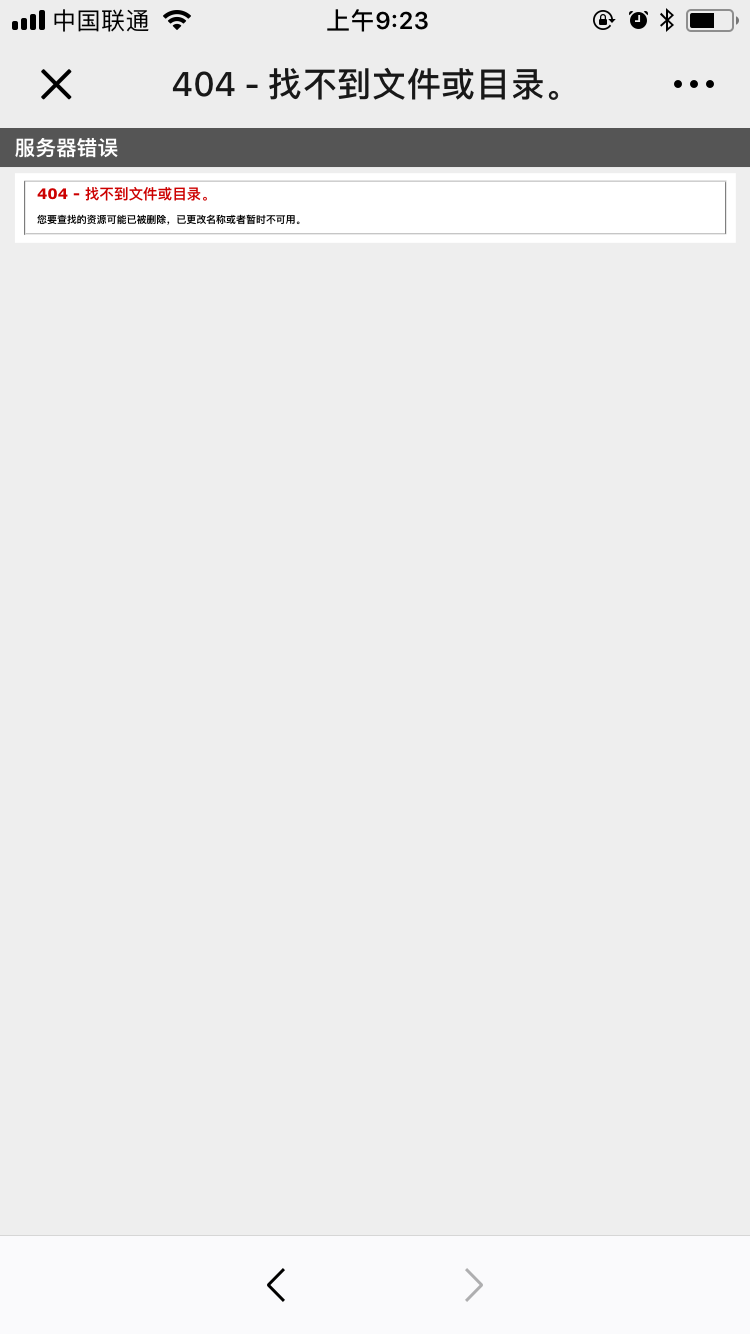 中国联通 上午9:23
404 - 找不到文件或目录。
服务器错误
404 - 找不到文件或目录。
您要查找的资源可能已被删除，已更改名称或者暂时不可用。